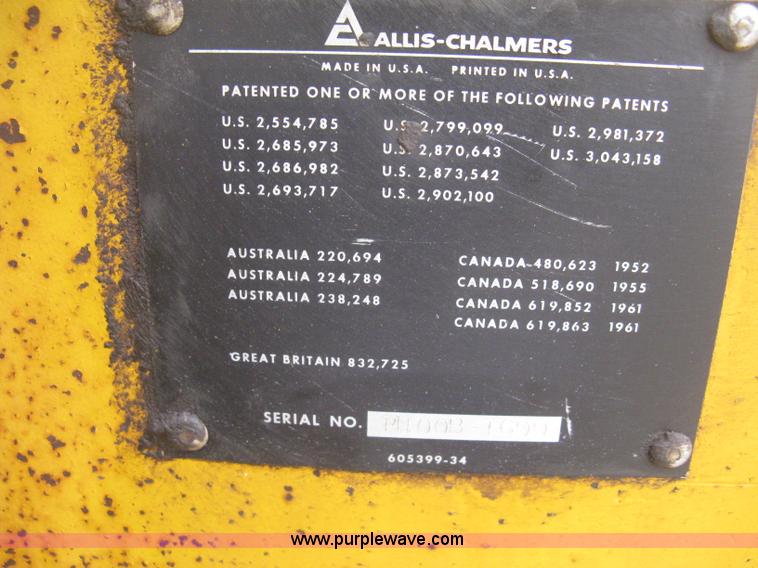 ALLIS-CHALMERS
MADE IN U.S.A. PRINTED IN U.S.A.
PATENTED ONE OR MORE OF THE FOLLOWING PATENTS
U.S. 2,554,785 U.S. 2,799,099 U.S. 2,981,372
U.S. 2,685,973 U.S. 2,870,643 U.S. 3,043,158
U.S. 2,686,982 U.S. 2,873,542
U.S. 2,693,717 U.S. 2,902,100
AUSTRALIA 220,694 CANADA 480,623 1952
AUSTRALIA 224,789 CANADA 518,690 1955
AUSTRALIA 238,248 CANADA 619,852 1961
CANADA 619,863 1961
GREAT BRITAIN 832,725
SERIAL NO.
605399-34
www.purplewave.com